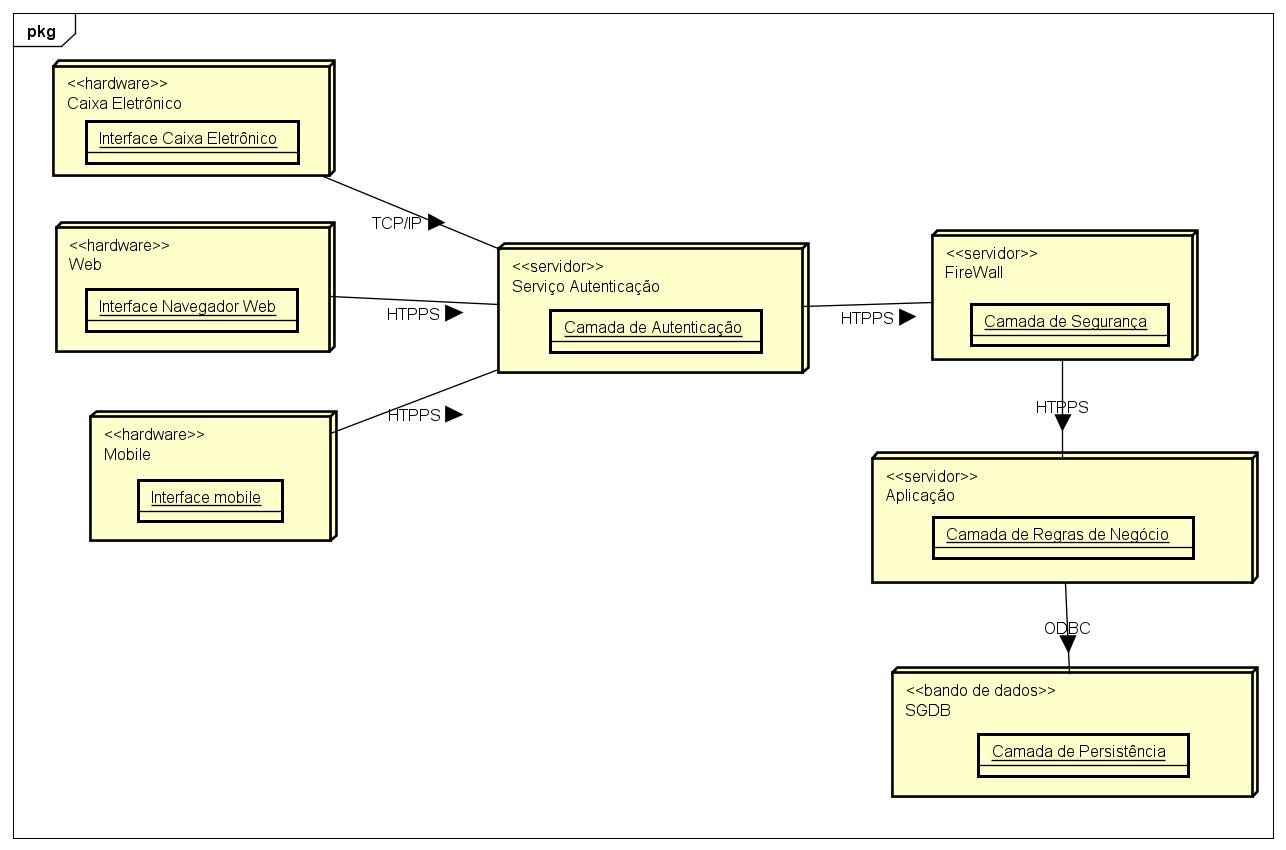 pkg
<<hardware>>
Caixa Eletrônico
Interface Caixa Eletrônico
TCP/IP
<<hardware>>
Web
Interface Navegador Web
HTPPS
<<hardware>>
Mobile
Interface mobile
HTPPS
<<servidor>>
Serviço Autenticação
Camada de Autenticação
HTPPS
<<servidor>>
FireWall
Camada de Segurança
HTPPS
<<servidor>>
Aplicação
Camada de Regras de Negócio
ODBC
<<bando de dados>>
SGDB
Camada de Persistência